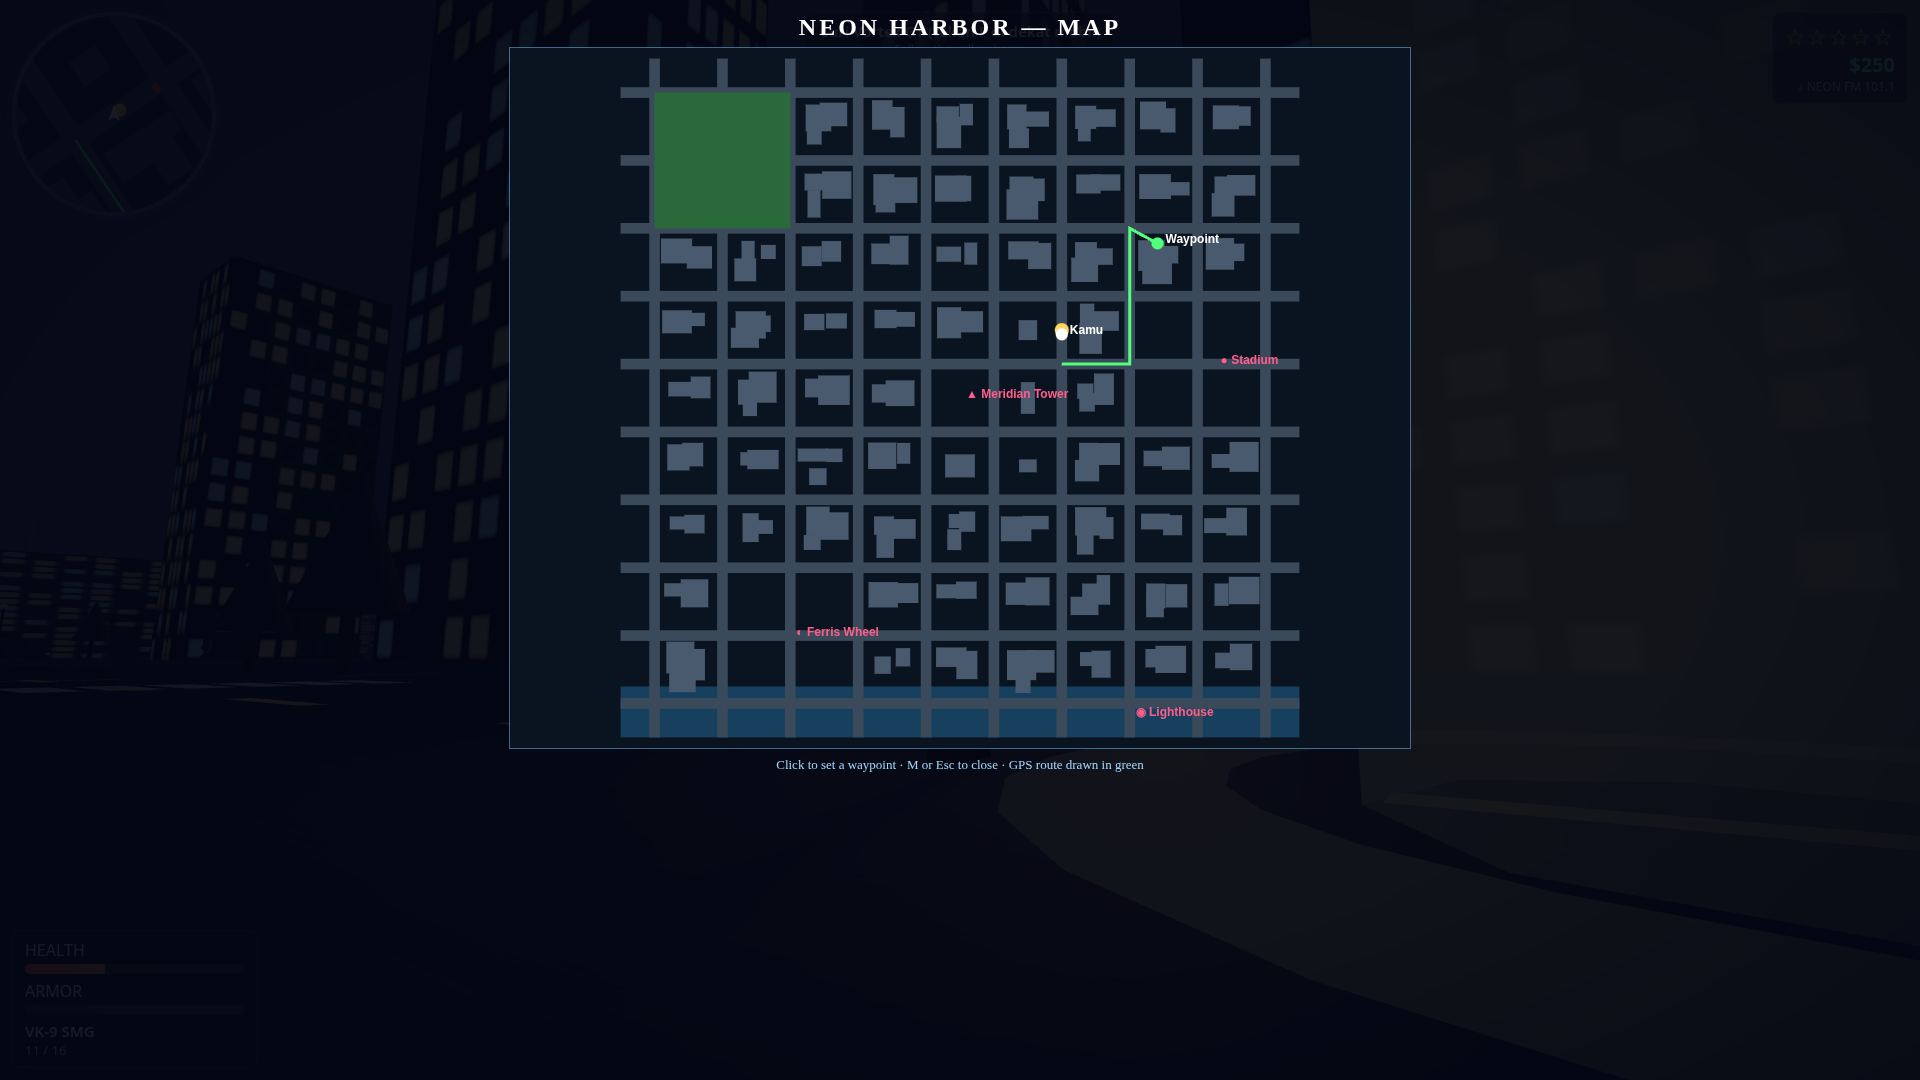 NEON HARBOR — MAP
☆☆☆☆☆
$250
♪ NEON FM 101.1
Waypoint
Kamu
● Stadium
▲ Meridian Tower
Ferris Wheel
◉ Lighthouse
Click to set a waypoint · M or Esc to close · GPS route drawn in green
HEALTH
ARMOR
VK-9 SMG
11 / 16